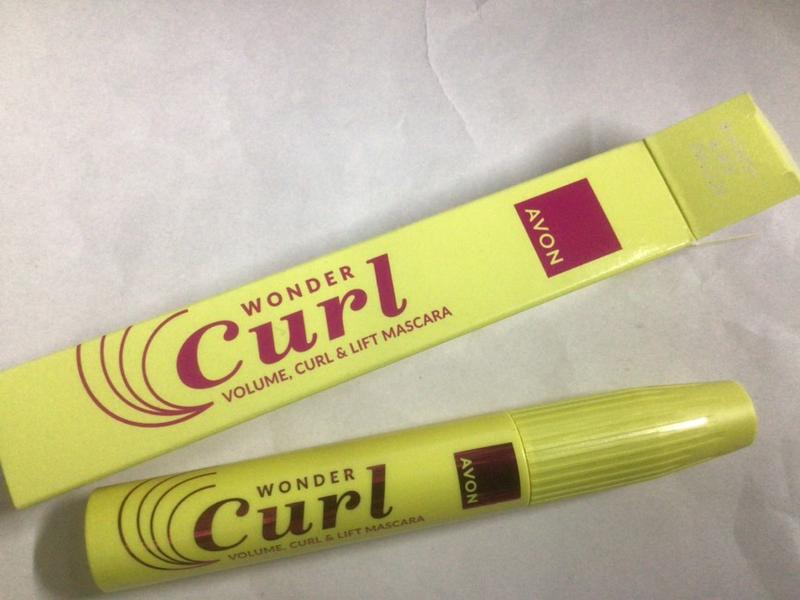 WONDER
Curl
VOLUME, CURL & LIFT MASCARA
AVON
WONDER
Curl
VOLUME, CURL & LIFT MASCARA
AVON